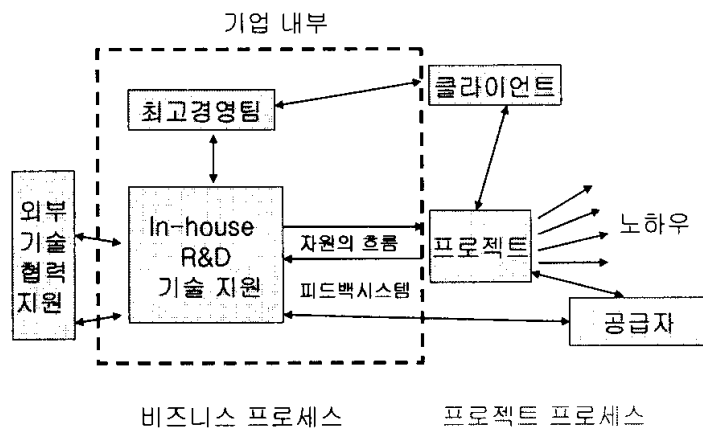 기업 내부
클라이언트
최고경영팀
외부
기술
협력
지원
In-house
R&D
기술 지원
자원의 흐름
피드백시스템
프로젝트
노하우
공급자
비즈니스 프로세스
프로젝트 프로세스